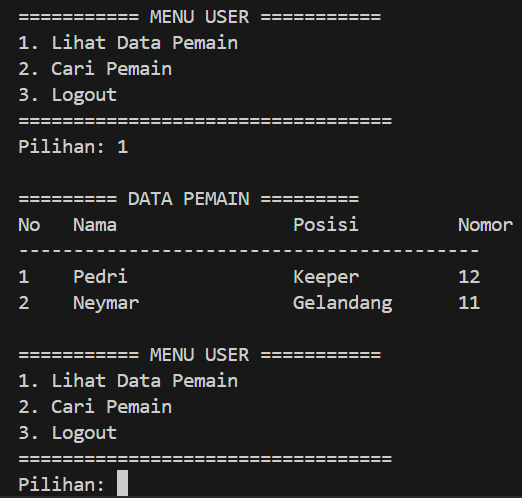 =========== MENU USER ===========
1. Lihat Data Pemain
2. Cari Pemain
3. Logout
==================================
Pilihan: 1
========= DATA PEMAIN =========
No   Nama                Posisi         Nomor
------------------------------------------
1    Pedri               Keeper         12
2    Neymar              Gelandang      11
=========== MENU USER ===========
1. Lihat Data Pemain
2. Cari Pemain
3. Logout
==================================
Pilihan: